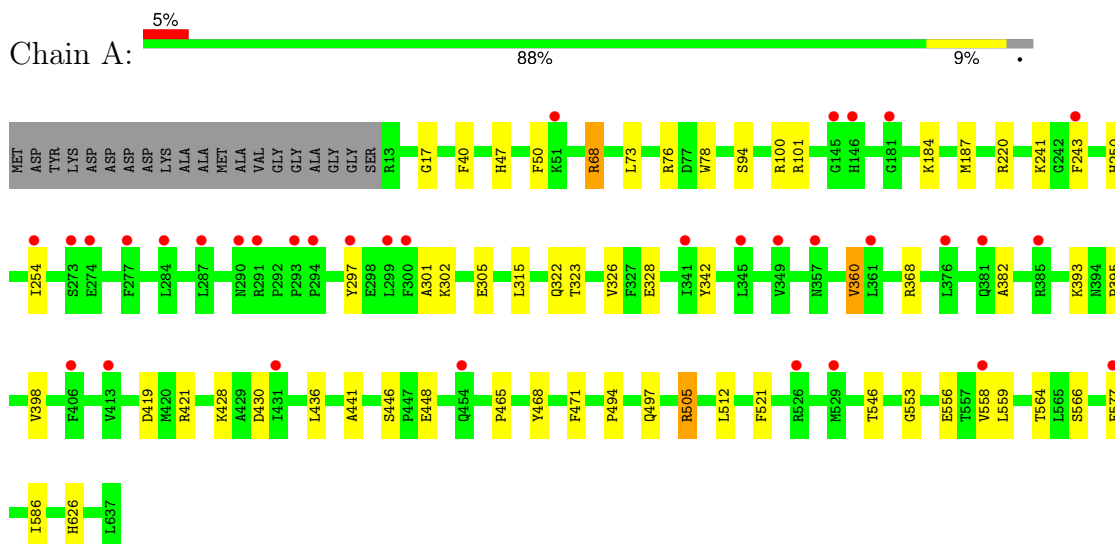 5%
Chain A:
88% 9% •
MET ASP TYR LYS ASP ASP ASP ASP LYS ALA ALA MET ALA VAL GLY GLY ALA GLY GLY SER R13 G17 F40 H47 F50 K51 R68 L73 R76 D77 W78 S94 R100 R101 G145 H146 G181 K184 M187 R220 K241 G242 F243
I254 S273 E274 F277 L284 L287 N290 R291 P292 P293 P294 Y297 E298 L299 F300 A301 K302 E305 L315 Q322 T323 V326 F327 E328 I341 Y342 L345 V349 N357 V360 L361 R368 L376 Q381 A382 R385 K393 N394
V398 F406 V413 D419 M420 R421 K428 A429 D430 I431 L436 A441 S446 P447 E448 Q454 P465 Y468 F471 P494 Q497 R505 L512 F521 R526 M529 T546 G553 E556 T557 V558 L559 T564 L565 S566
I586 H626 L637